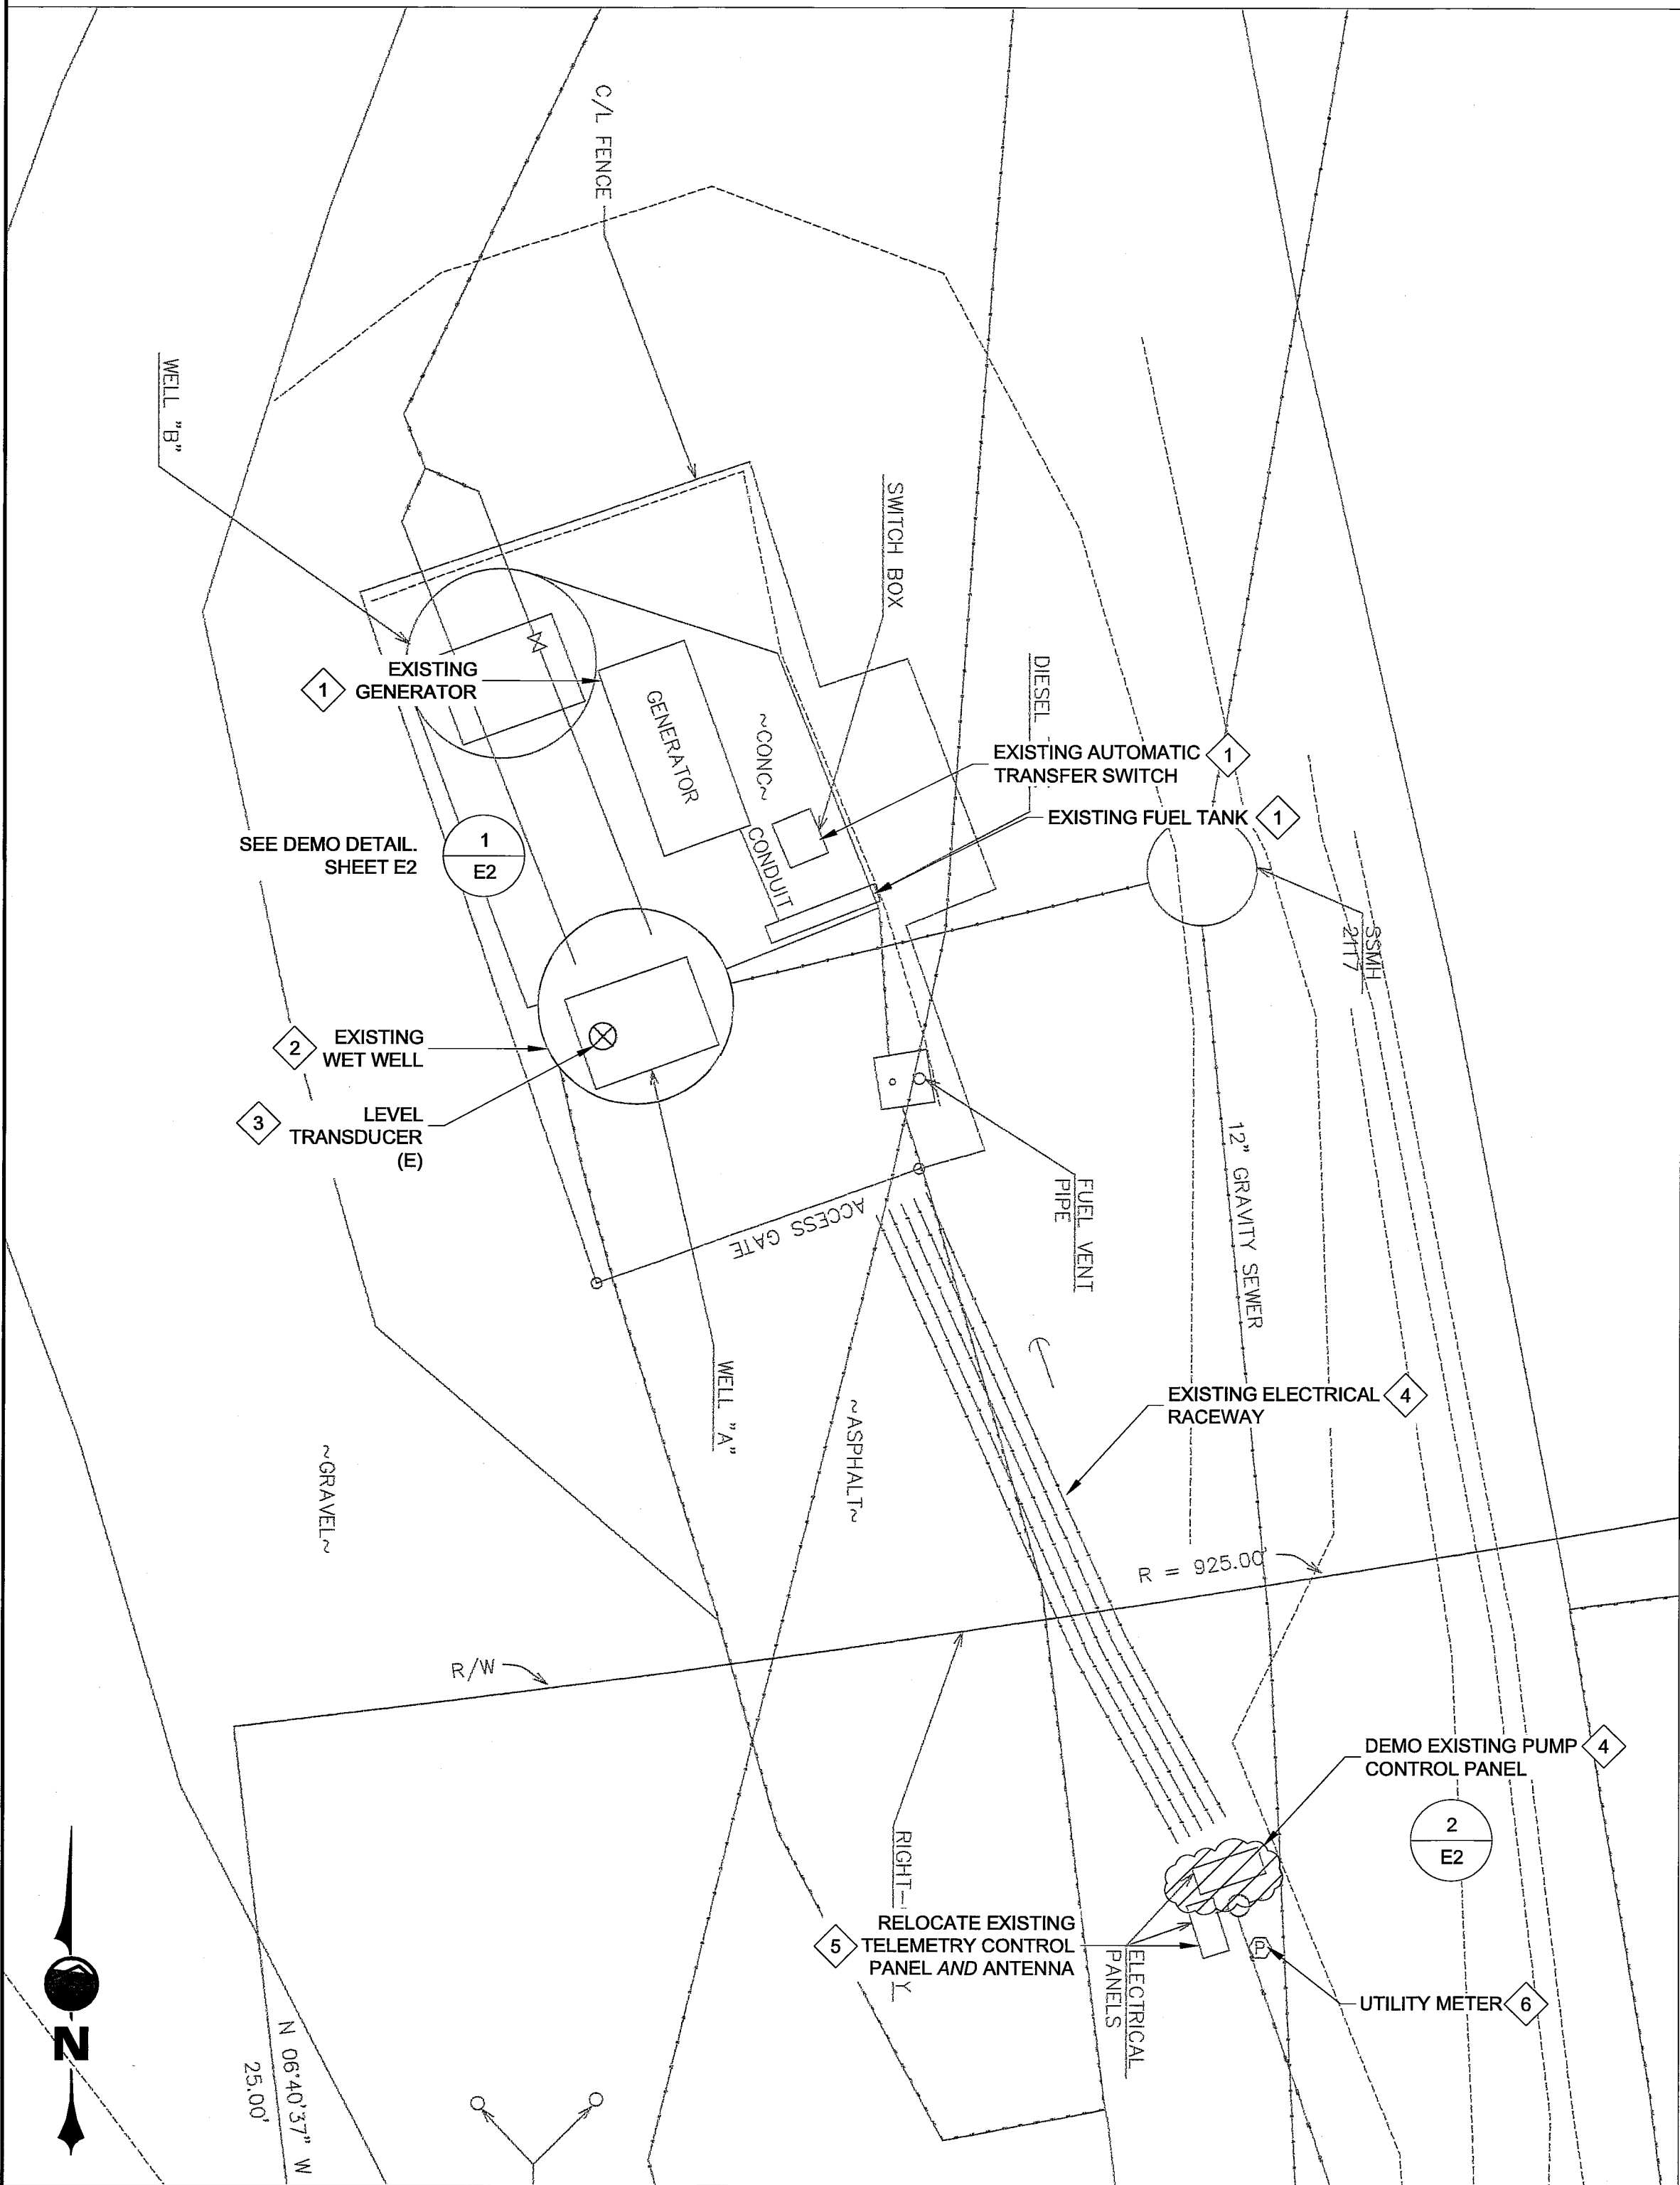 C/L FENCE
WELL "B"
SWITCH BOX
DIESEL
1
EXISTING
GENERATOR
GENERATOR
~CONC~
CONDUIT
EXISTING AUTOMATIC
TRANSFER SWITCH
1
EXISTING FUEL TANK
1
SEE DEMO DETAIL.
SHEET E2
1
E2
SSMH
2117
2
EXISTING
WET WELL
3
LEVEL
TRANSDUCER
(E)
12" GRAVITY SEWER
FUEL VENT
PIPE
ACCESS GATE
WELL "A"
~ASPHALT~
~GRAVEL~
EXISTING ELECTRICAL
RACEWAY
4
R = 925.00'
R/W
DEMO EXISTING PUMP
CONTROL PANEL
4
2
E2
5
RELOCATE EXISTING
TELEMETRY CONTROL
PANEL AND ANTENNA
ELECTRICAL
PANELS
P
UTILITY METER
6
N
N 06°40'37" W
25.00'